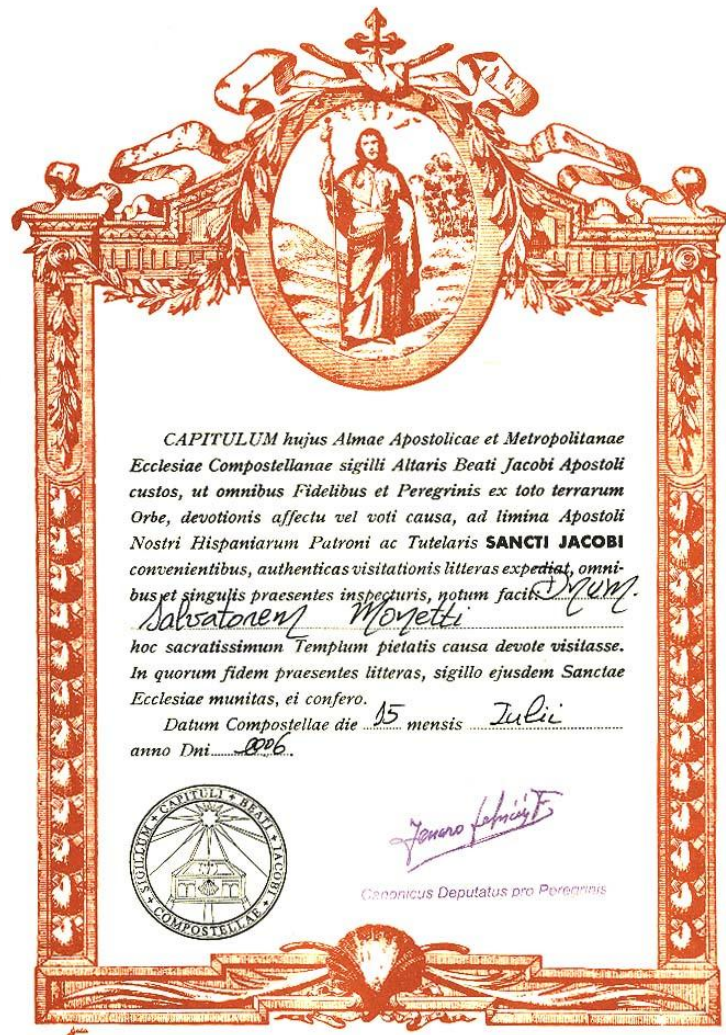 CAPITULUM hujus Almae Apostolicae et Metropolitanae
Ecclesiae Compostellanae sigilli Altaris Beati Jacobi Apostoli
custos, ut omnibus Fidelibus et Peregrinis ex toto terrarum
Orbe, devotionis affectu vel voti causa, ad limina Apostoli
Nostri Hispaniarum Patroni ac Tutelaris SANCTI JACOBI
convenientibus, authenticas visitationis litteras expediat, omni-
bus et singulis praesentes inspecturis, notum facit: Dnum.
Salvatorem Monetti
hoc sacratissimum Templum pietatis causa devote visitasse.
In quorum fidem praesentes litteras, sigillo ejusdem Sanctae
Ecclesiae munitas, ei confero.
Datum Compostellae die 15 mensis Julii
anno Dni 2006.
SIGILLUM CAPITULI BEATI JACOBI COMPOSTELLAE
Canonicus Deputatus pro Peregrinis